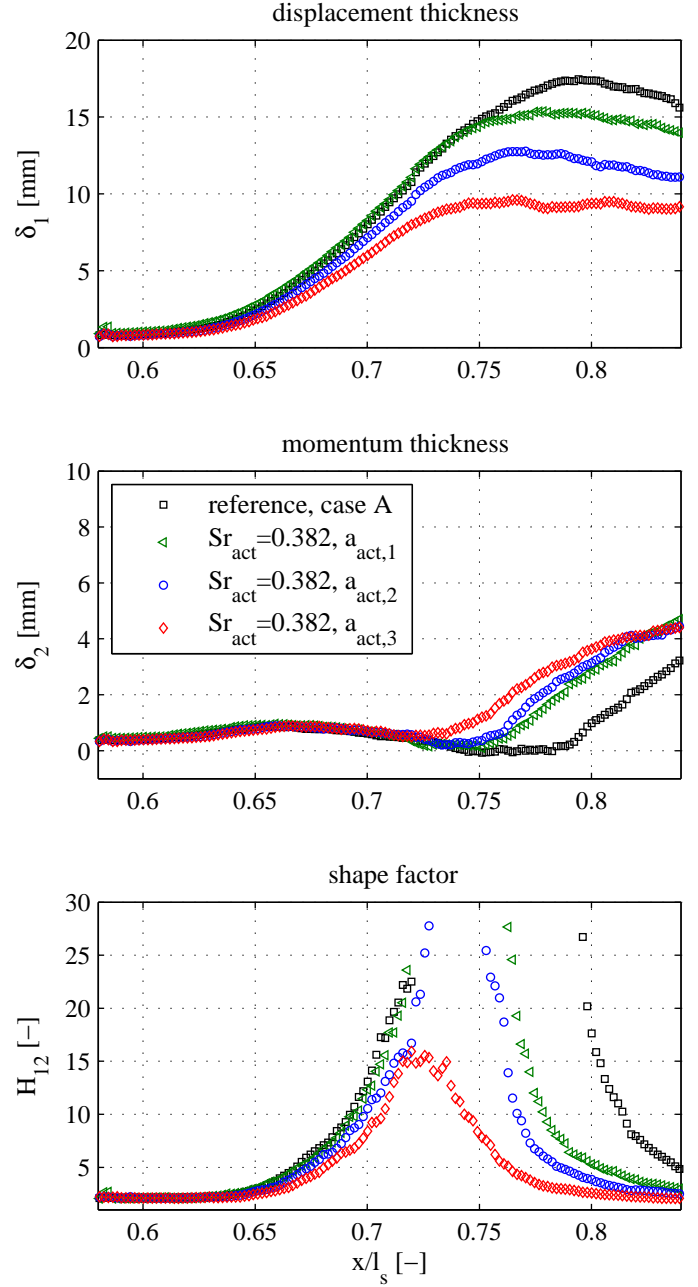 displacement thickness
20
15
10
5
0
δ1 [mm]
0.6 0.65 0.7 0.75 0.8
momentum thickness
10
8
6
4
2
0
δ2 [mm]
reference, case A
Sract=0.382, aact,1
Sract=0.382, aact,2
Sract=0.382, aact,3
0.6 0.65 0.7 0.75 0.8
shape factor
30
25
20
15
10
5
H12 [−]
0.6 0.65 0.7 0.75 0.8
x/ls [−]